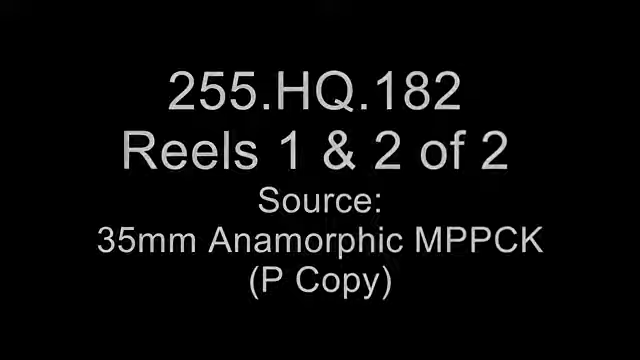 255.HQ.182
Reels 1 & 2 of 2
Source:
35mm Anamorphic MPPCK
(P Copy)